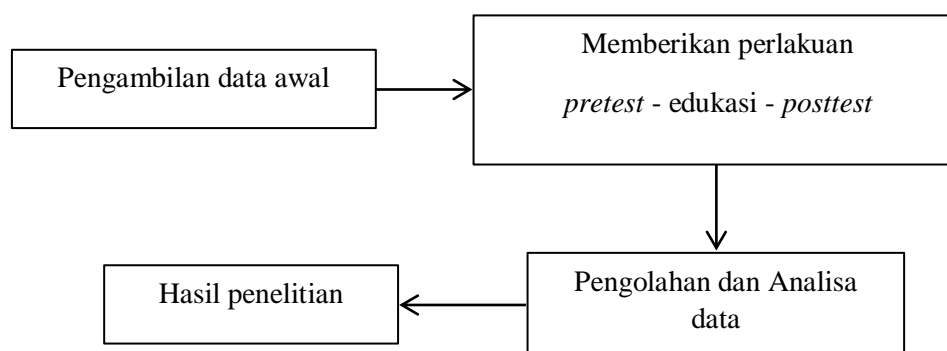 Pengambilan data awal
Memberikan perlakuan
pretest - edukasi - posttest
Pengolahan dan Analisa
data
Hasil penelitian